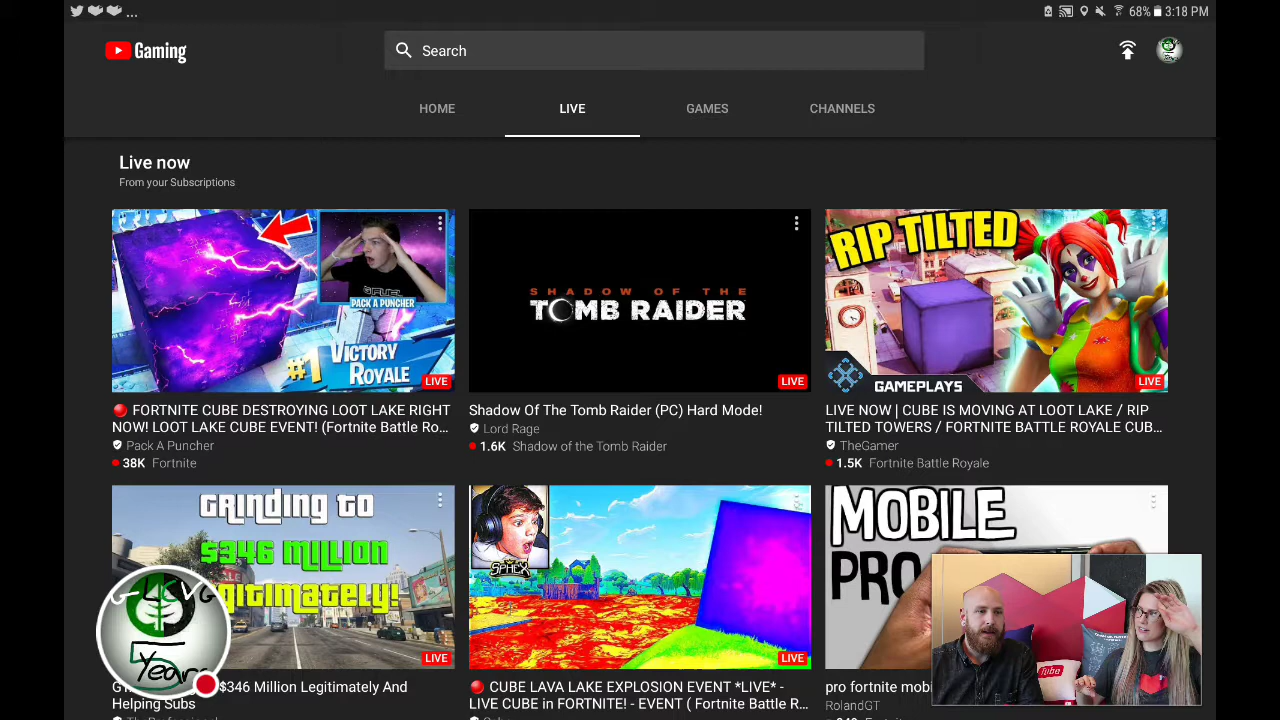 ...
68%
3:18 PM
Gaming
Search
HOME
LIVE
GAMES
CHANNELS
Live now
From your Subscriptions
PACK A PUNCHER
#1 VICTORY
ROYALE
LIVE
SHADOW OF THE
TOMB RAIDER
LIVE
RIP TILTED
GAMEPLAYS
LIVE
🔴 FORTNITE CUBE DESTROYING LOOT LAKE RIGHT
NOW! LOOT LAKE CUBE EVENT! (Fortnite Battle Ro...
Pack A Puncher
38K Fortnite
Shadow Of The Tomb Raider (PC) Hard Mode!
Lord Rage
1.6K Shadow of the Tomb Raider
LIVE NOW | CUBE IS MOVING AT LOOT LAKE / RIP
TILTED TOWERS / FORTNITE BATTLE ROYALE CUB...
TheGamer
1.5K Fortnite Battle Royale
GRINDING TO
$346 MILLION
LIVE
LIVE
MOBILE
PRO
5
Year
$346 Million Legitimately And
Helping Subs
🔴 CUBE LAVA LAKE EXPLOSION EVENT *LIVE* -
LIVE CUBE in FORTNITE! - EVENT ( Fortnite Battle R...
pro fortnite mobi
RolandGT
Tube